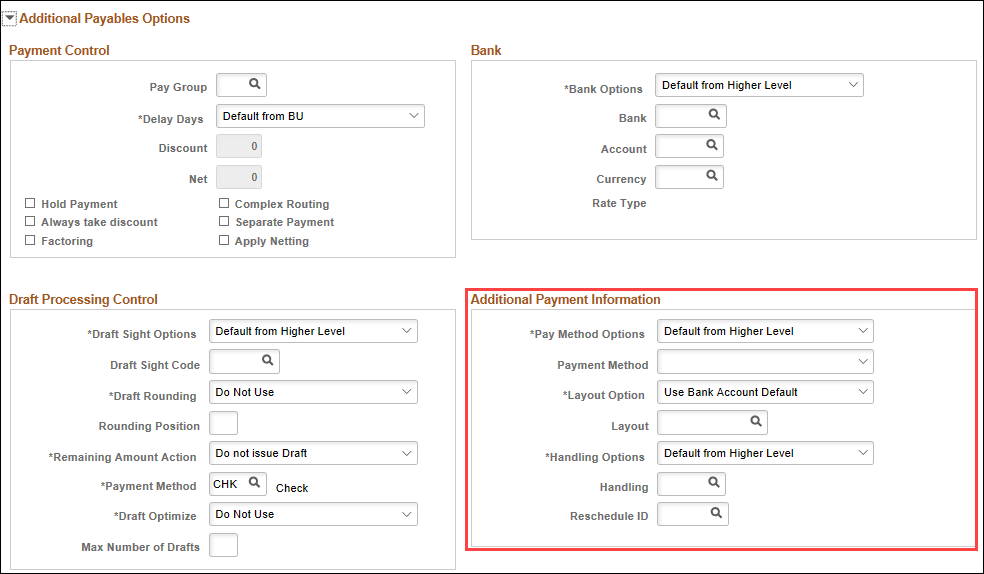 Additional Payables Options
Payment Control
Pay Group
*Delay Days Default from BU
Discount 0
Net 0
Hold Payment Complex Routing
Always take discount Separate Payment
Factoring Apply Netting
Bank
*Bank Options Default from Higher Level
Bank
Account
Currency
Rate Type
Draft Processing Control
*Draft Sight Options Default from Higher Level
Draft Sight Code
*Draft Rounding Do Not Use
Rounding Position
*Remaining Amount Action Do not issue Draft
*Payment Method CHK Check
*Draft Optimize Do Not Use
Max Number of Drafts
Additional Payment Information
*Pay Method Options Default from Higher Level
Payment Method
*Layout Option Use Bank Account Default
Layout
*Handling Options Default from Higher Level
Handling
Reschedule ID